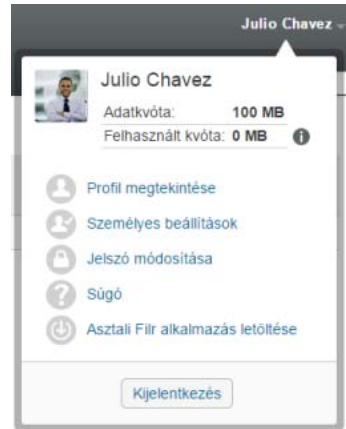 Julio Chavez
Julio Chavez
Adatkvóta: 100 MB
Felhasznált kvóta: 0 MB
Profil megtekintése
Személyes beállítások
Jelszó módosítása
Súgó
Asztali Filr alkalmazás letöltése
Kijelentkezés